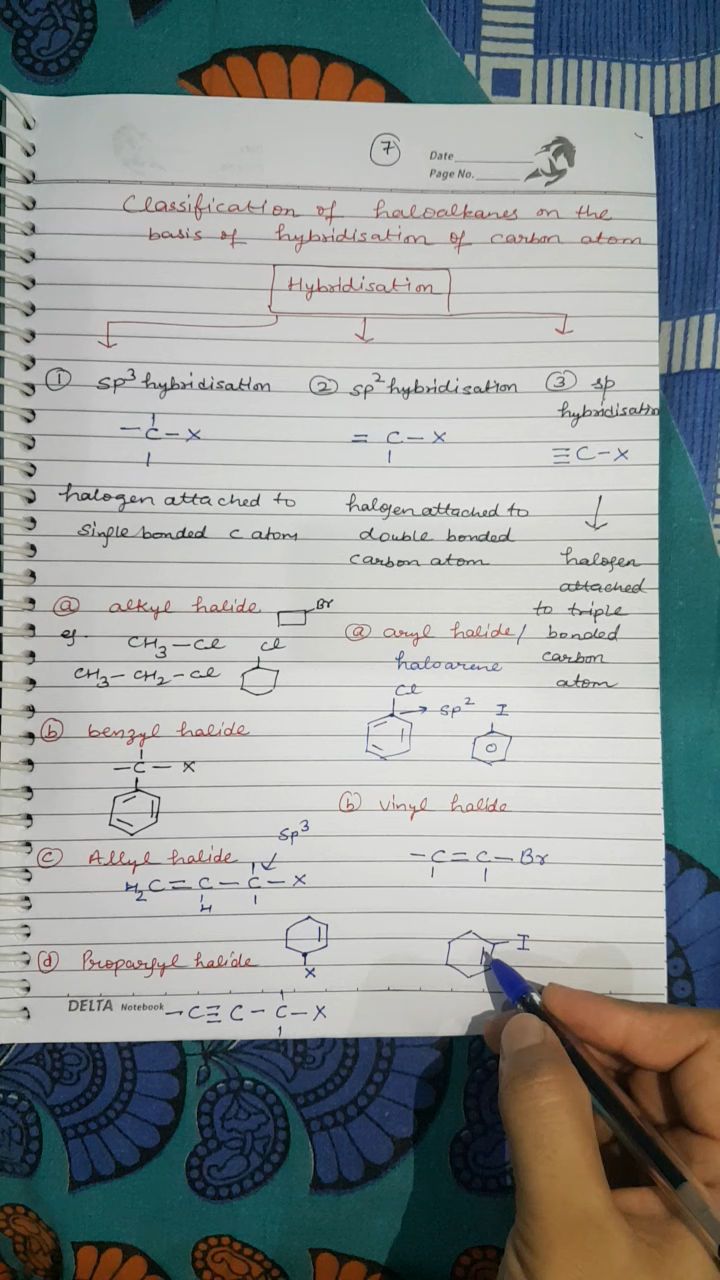 7
Date
Page No.
Classification of haloalkanes on the
basis of hybridisation of carbon atom
Hybridisation
① sp³ hybridisation
-C-X
halogen attached to
single bonded c atom
ⓐ alkyl halide
Br
eg.
CH₃-Cl
Cl
CH₃-CH₂-Cl
ⓑ benzyl halide
-C-X
ⓒ Allyl halide
sp³
H₂C=C-C-X
H
X
ⓓ Propargyl halide
-C≡C-C-X
② sp² hybridisation
=C-X
halgen attached to
double bonded
carbon atom
ⓐ aryl halide/
haloarene
Cl
→ sp²
I
ⓑ vinyl halide
-C=C-Br
I
③ sp
hybridisatio
≡C-X
halogen
attached
to triple
bonded
carbon
atom
DELTA Notebook